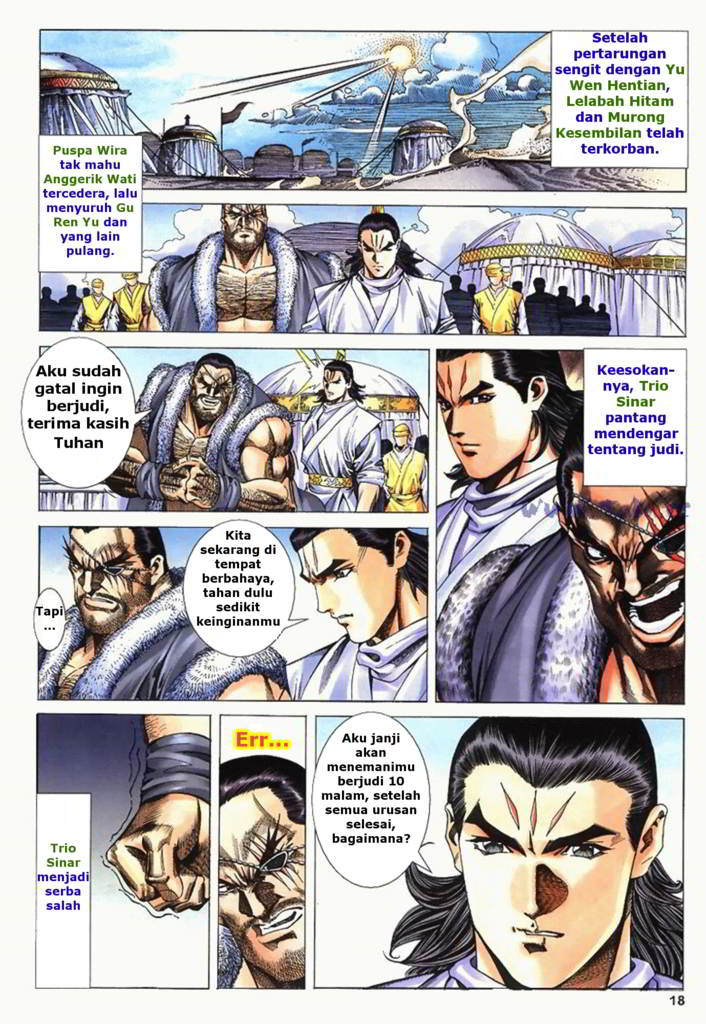 Setelah
pertarungan
sengit dengan Yu
Wen Hentian,
Lelabah Hitam
dan Murong
Kesembilan telah
terkorban.
Puspa Wira
tak mahu
Anggerik Wati
tercedera, lalu
menyuruh Gu
Ren Yu dan
yang lain
pulang.
Aku sudah
gatal ingin
berjudi,
terima kasih
Tuhan
Keesokan-
nya, Trio
Sinar
pantang
mendengar
tentang judi.
Tapi
...
Kita
sekarang di
tempat
berbahaya,
tahan dulu
sedikit
keinginanmu
Trio
Sinar
menjadi
serba
salah
Err...
Aku janji
akan
menemanimu
berjudi 10
malam, setelah
semua urusan
selesai,
bagaimana?
18